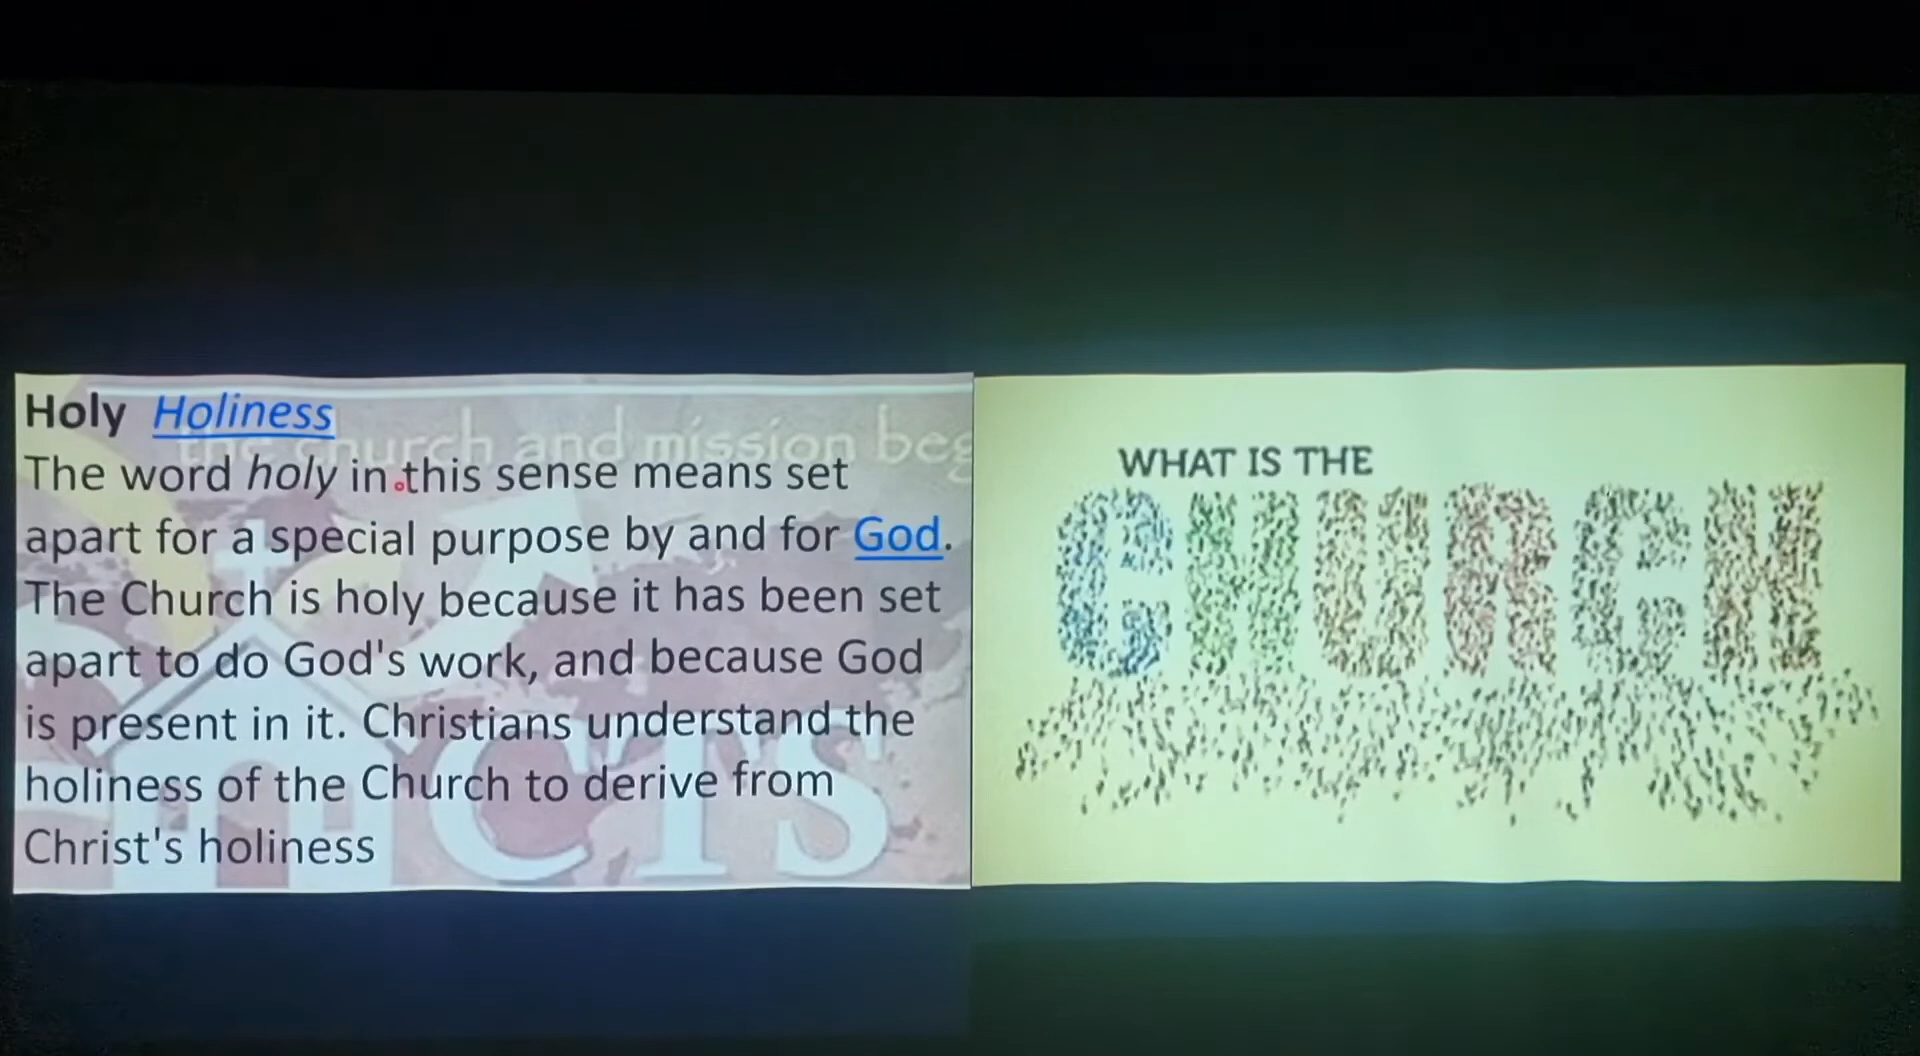 Holy Holiness
the church and mission beg
The word holy in this sense means set
apart for a special purpose by and for God.
The Church is holy because it has been set
apart to do God's work, and because God
is present in it. Christians understand the
holiness of the Church to derive from
Christ's holiness
CTS
WHAT IS THE
CHURCH